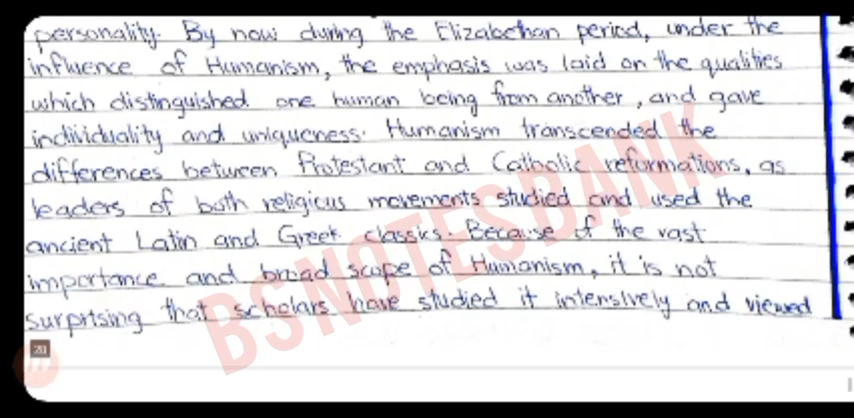 personality. By now during the Elizabethan period, under the
influence of Humanism, the emphasis was laid on the qualities
which distinguished one human being from another, and gave
individuality and uniqueness. Humanism transcended the
differences between Protestant and Catholic reformations, as
leaders of both religious movements studied and used the
ancient Latin and Greek classics. Because of the vast
importance and broad scope of Humanism, it is not
surprising that scholars have studied it intensively and viewed
BSNOTESBANK
20